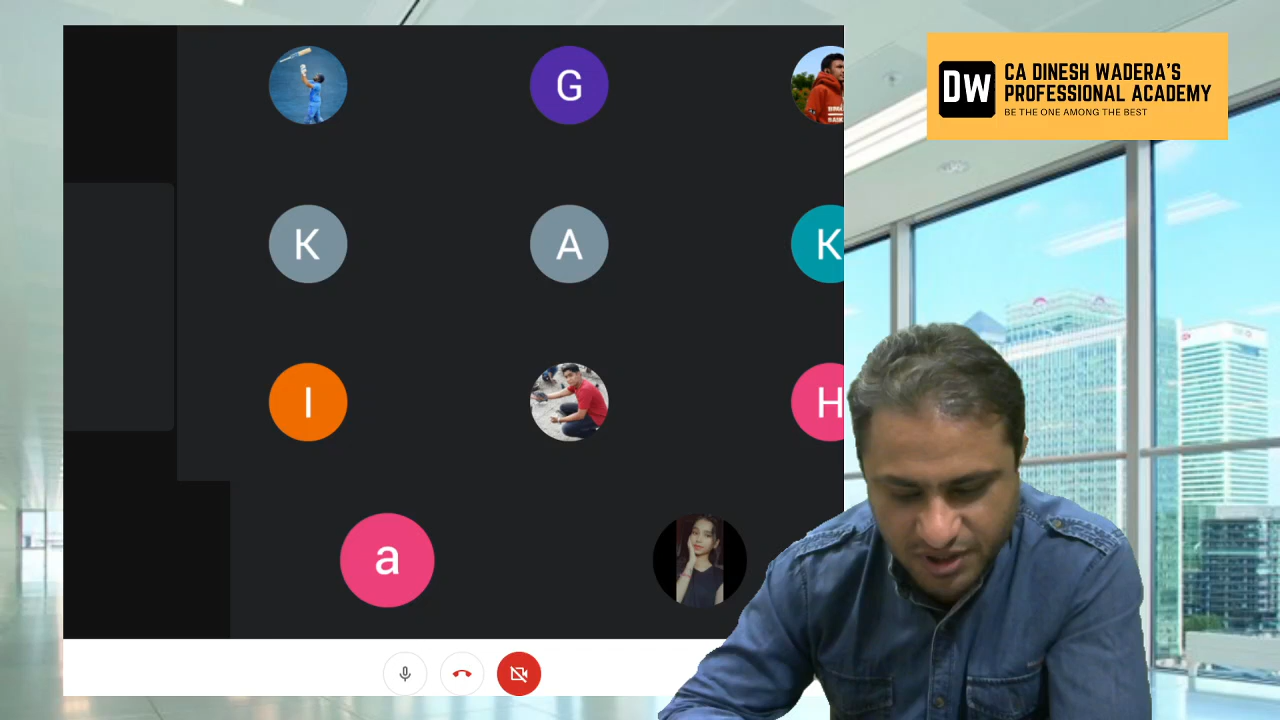 DW
CA DINESH WADERA'S
PROFESSIONAL ACADEMY
BE THE ONE AMONG THE BEST
G
K
A
K
I
H
a